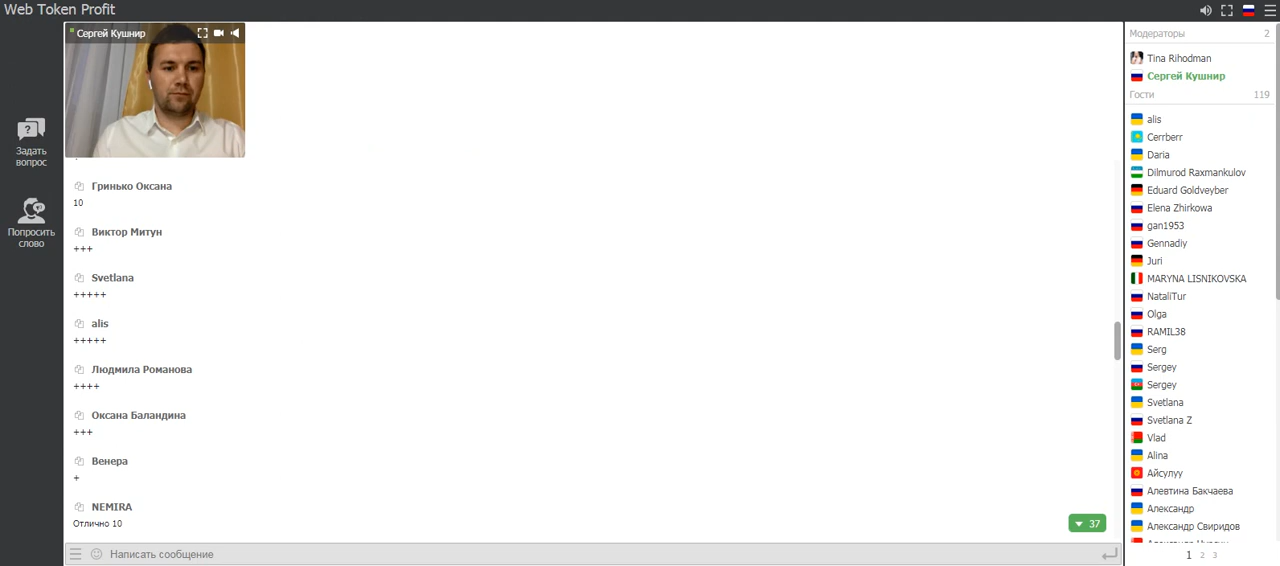 Web Token Profit
Сергей Кушнир
Задать
вопрос
Попросить
слово
Гринько Оксана
10
Виктор Митун
+++
Svetlana
+++++
alis
+++++
Людмила Романова
++++
Оксана Баландина
+++
Венера
+
NEMIRA
Отлично 10
37
Написать сообщение
Модераторы 2
Tina Rihodman
Сергей Кушнир
Гости 119
alis
Cerrberr
Daria
Dilmurod Raxmankulov
Eduard Goldveyber
Elena Zhirkowa
gan1953
Gennadiy
Juri
MARYNA LISNIKOVSKA
NataliTur
Olga
RAMIL38
Serg
Sergey
Sergey
Svetlana
Svetlana Z
Vlad
Alina
Айсулуу
Алевтина Бакчаева
Александр
Александр Свиридов
1 2 3